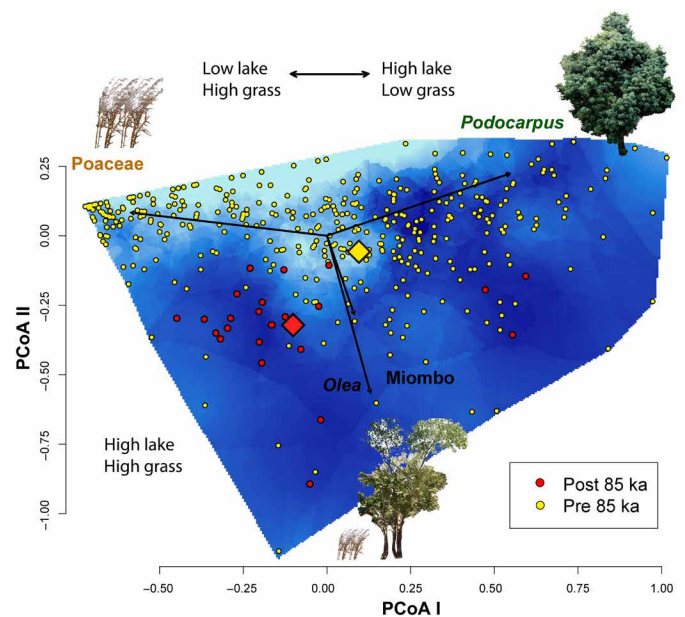 Low lake
High grass
High lake
Low grass
Podocarpus
Poaceae
0.25
0.00
−0.25
−0.50
−0.75
−1.00
PCoA II
Olea
Miombo
High lake
High grass
Post 85 ka
Pre 85 ka
−0.50
−0.25
0.00
0.25
0.50
0.75
1.00
PCoA I